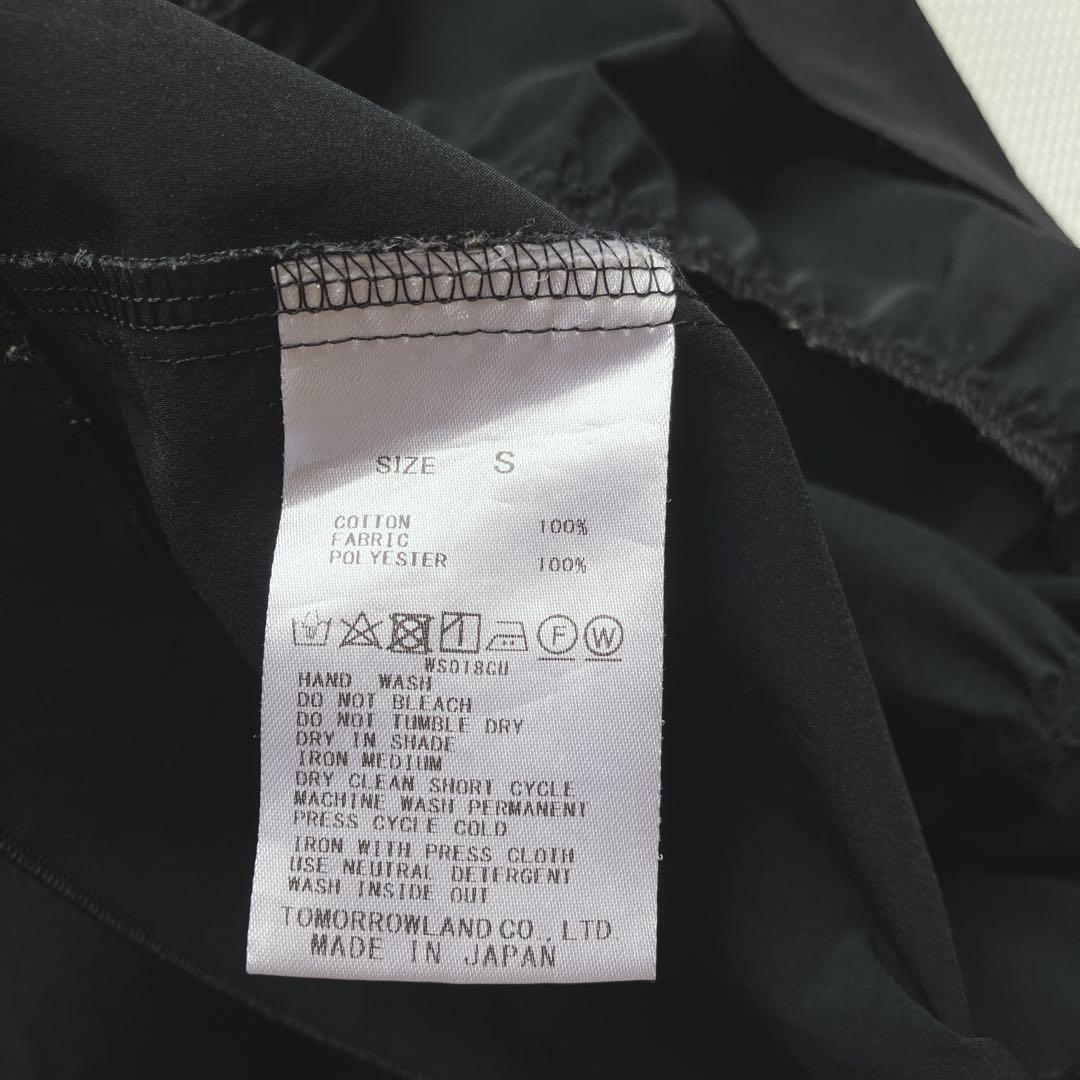 SIZE S
COTTON 100%
FABRIC
POLYESTER 100%
F W
WS018CU
HAND WASH
DO NOT BLEACH
DO NOT TUMBLE DRY
DRY IN SHADE
IRON MEDIUM
DRY CLEAN SHORT CYCLE
MACHINE WASH PERMANENT
PRESS CYCLE COLD
IRON WITH PRESS CLOTH
USE NEUTRAL DETERGENT
WASH INSIDE OUT
TOMORROWLAND CO., LTD.
MADE IN JAPAN